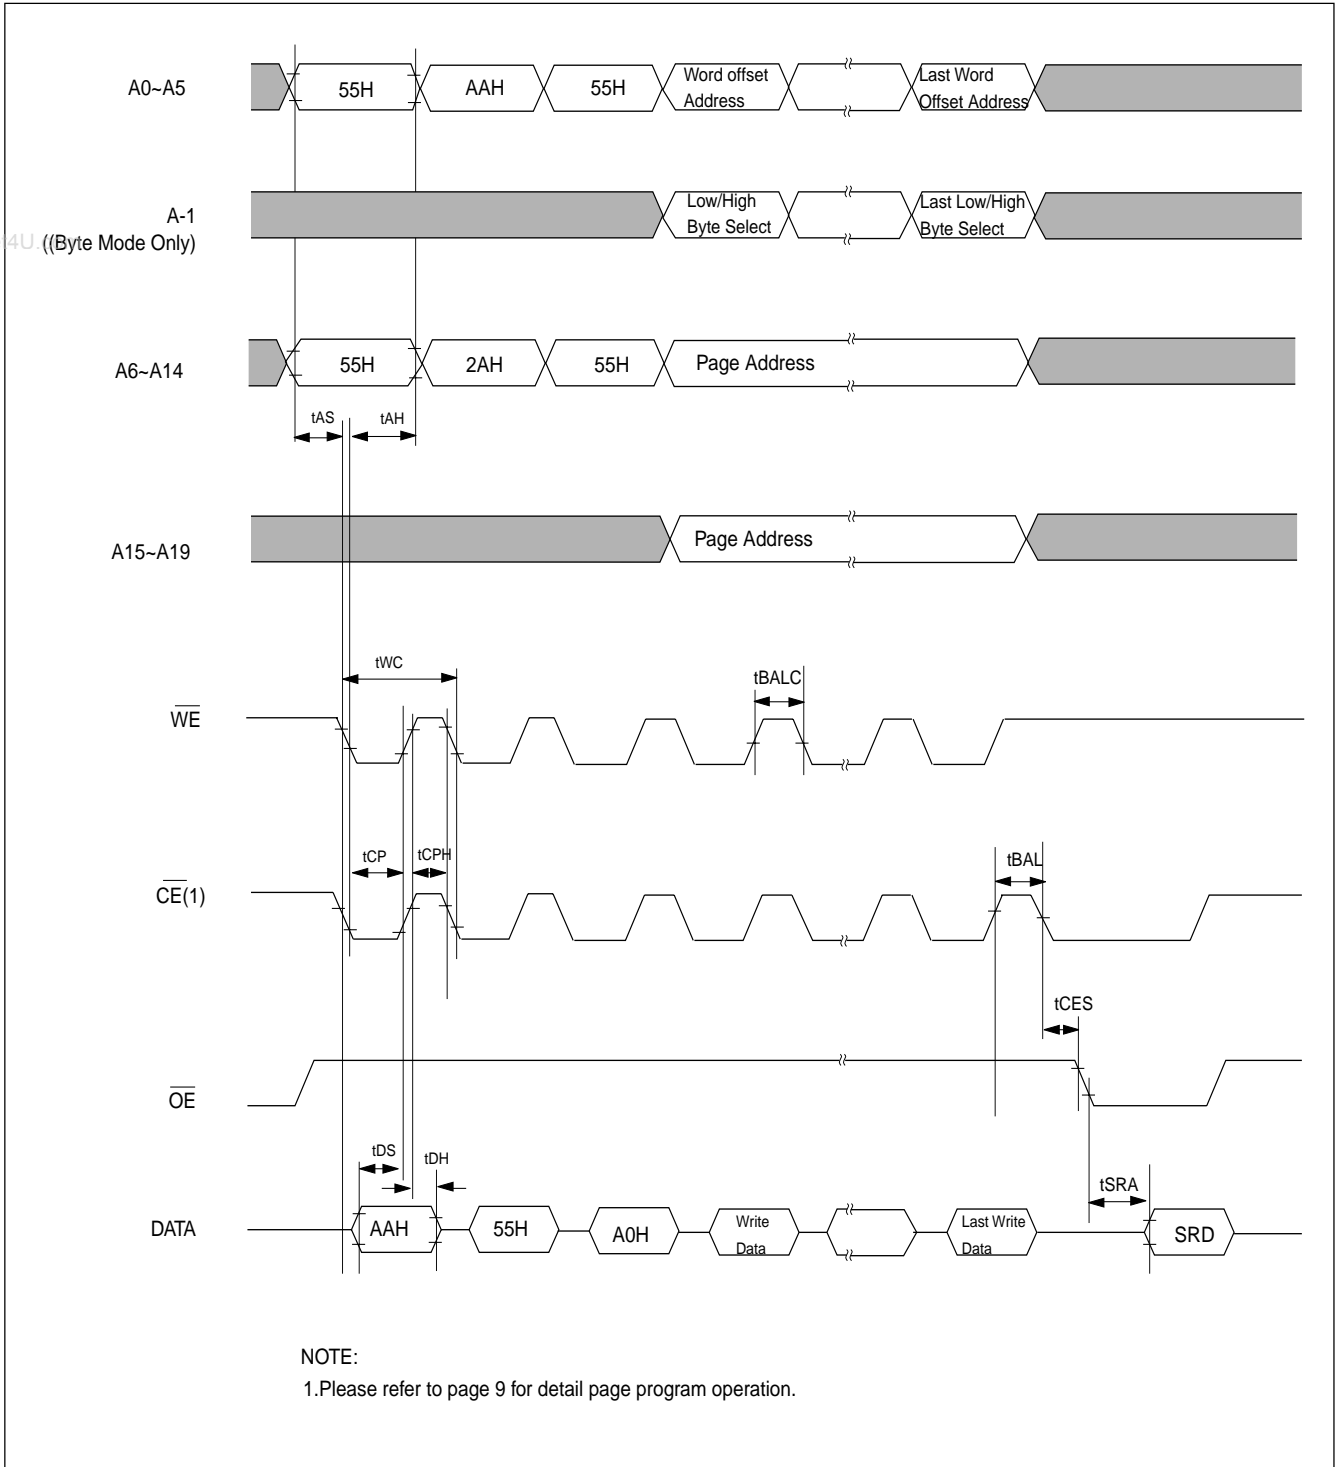 A0~A5
55H
AAH
55H
Word offset
Address
Last Word
Offset Address
A-1
((Byte Mode Only)
Low/High
Byte Select
Last Low/High
Byte Select
A6~A14
55H
2AH
55H
Page Address
tAS
tAH
A15~A19
Page Address
tWC
tBALC
WE
tCP
tCPH
tBAL
CE(1)
tCES
OE
tDS
tDH
tSRA
DATA
AAH
55H
A0H
Write
Data
Last Write
Data
SRD
NOTE:
1.Please refer to page 9 for detail page program operation.